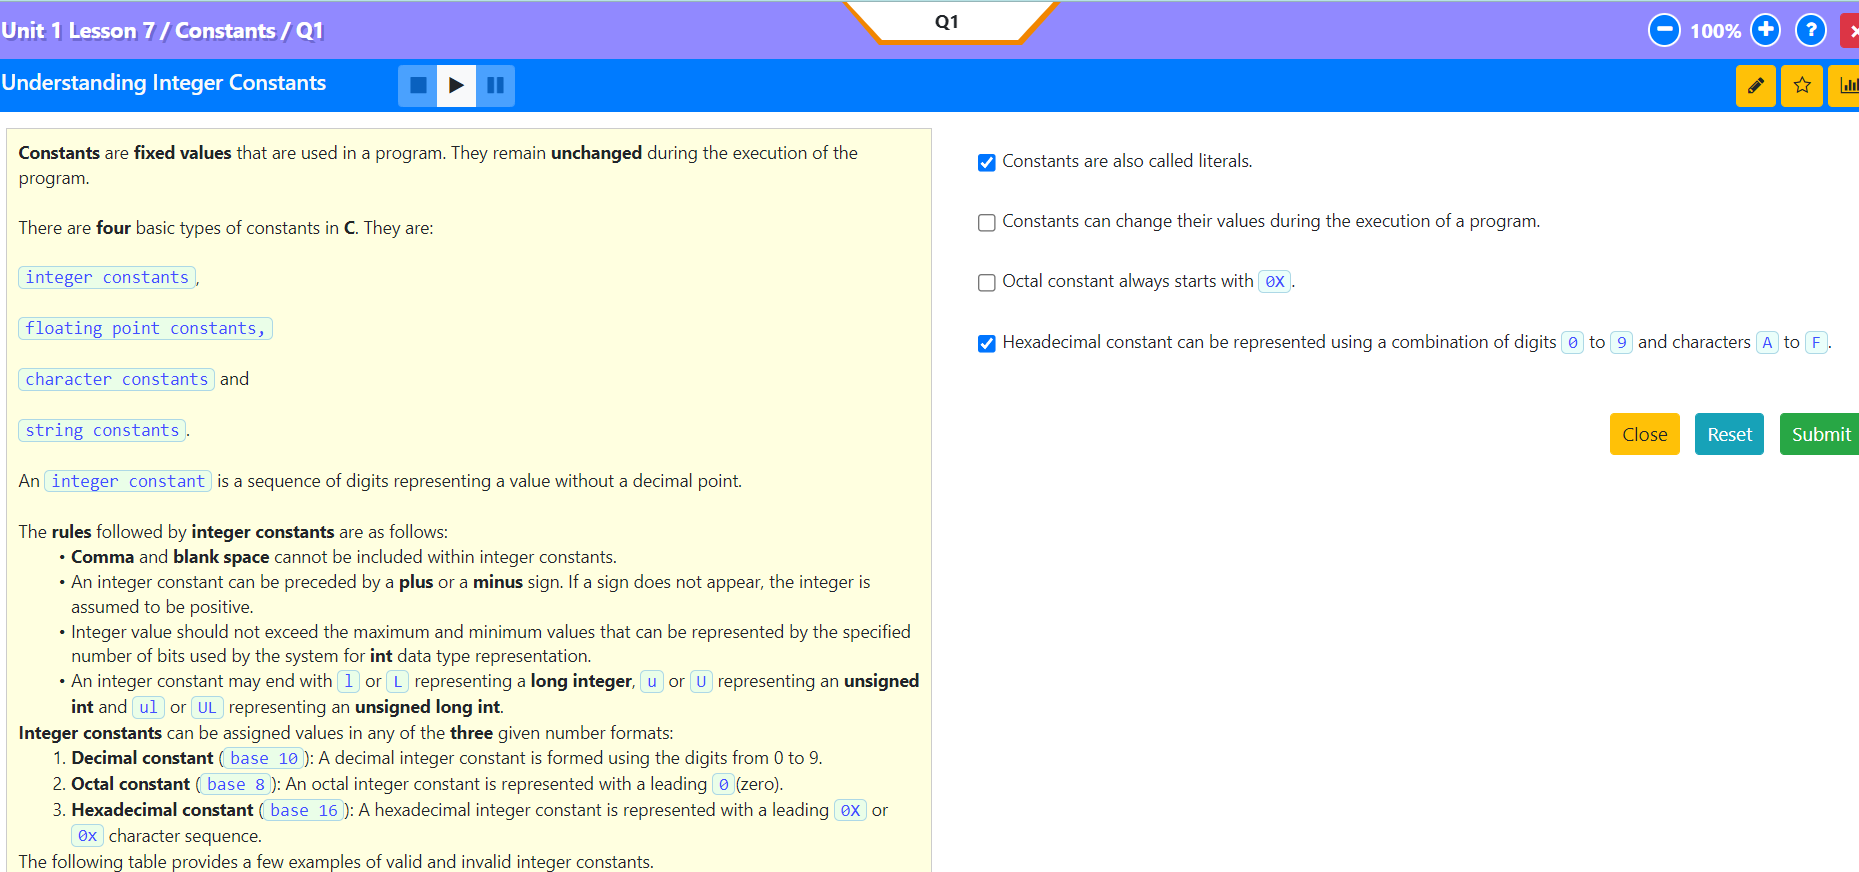 Unit 1 Lesson 7 / Constants / Q1
Q1
100%
?
Understanding Integer Constants
Constants are fixed values that are used in a program. They remain unchanged during the execution of the
program.
There are four basic types of constants in C. They are:
integer constants,
floating point constants,
character constants and
string constants.
An integer constant is a sequence of digits representing a value without a decimal point.
The rules followed by integer constants are as follows:
• Comma and blank space cannot be included within integer constants.
• An integer constant can be preceded by a plus or a minus sign. If a sign does not appear, the integer is
assumed to be positive.
• Integer value should not exceed the maximum and minimum values that can be represented by the specified
number of bits used by the system for int data type representation.
• An integer constant may end with l or L representing a long integer, u or U representing an unsigned
int and ul or UL representing an unsigned long int.
Integer constants can be assigned values in any of the three given number formats:
1. Decimal constant (base 10): A decimal integer constant is formed using the digits from 0 to 9.
2. Octal constant (base 8): An octal integer constant is represented with a leading 0 (zero).
3. Hexadecimal constant (base 16): A hexadecimal integer constant is represented with a leading 0X or
0x character sequence.
The following table provides a few examples of valid and invalid integer constants.
Constants are also called literals.
Constants can change their values during the execution of a program.
Octal constant always starts with 0X.
Hexadecimal constant can be represented using a combination of digits 0 to 9 and characters A to F.
Close
Reset
Submit